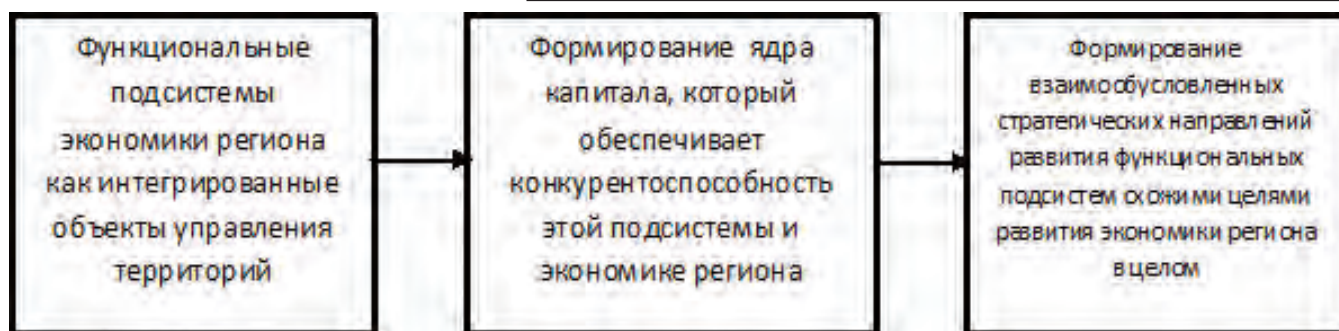 Функциональные
подсистемы
экономики региона
как интегрированные
объекты управления
территорий
Формирование ядра
капитала, который
обеспечивает
конкурентоспособность
этой подсистемы и
экономике региона
Формирование
взаимообусловленных
стратегических направлений
развития функциональных
подсистем схожими целями
развития экономики региона
в целом